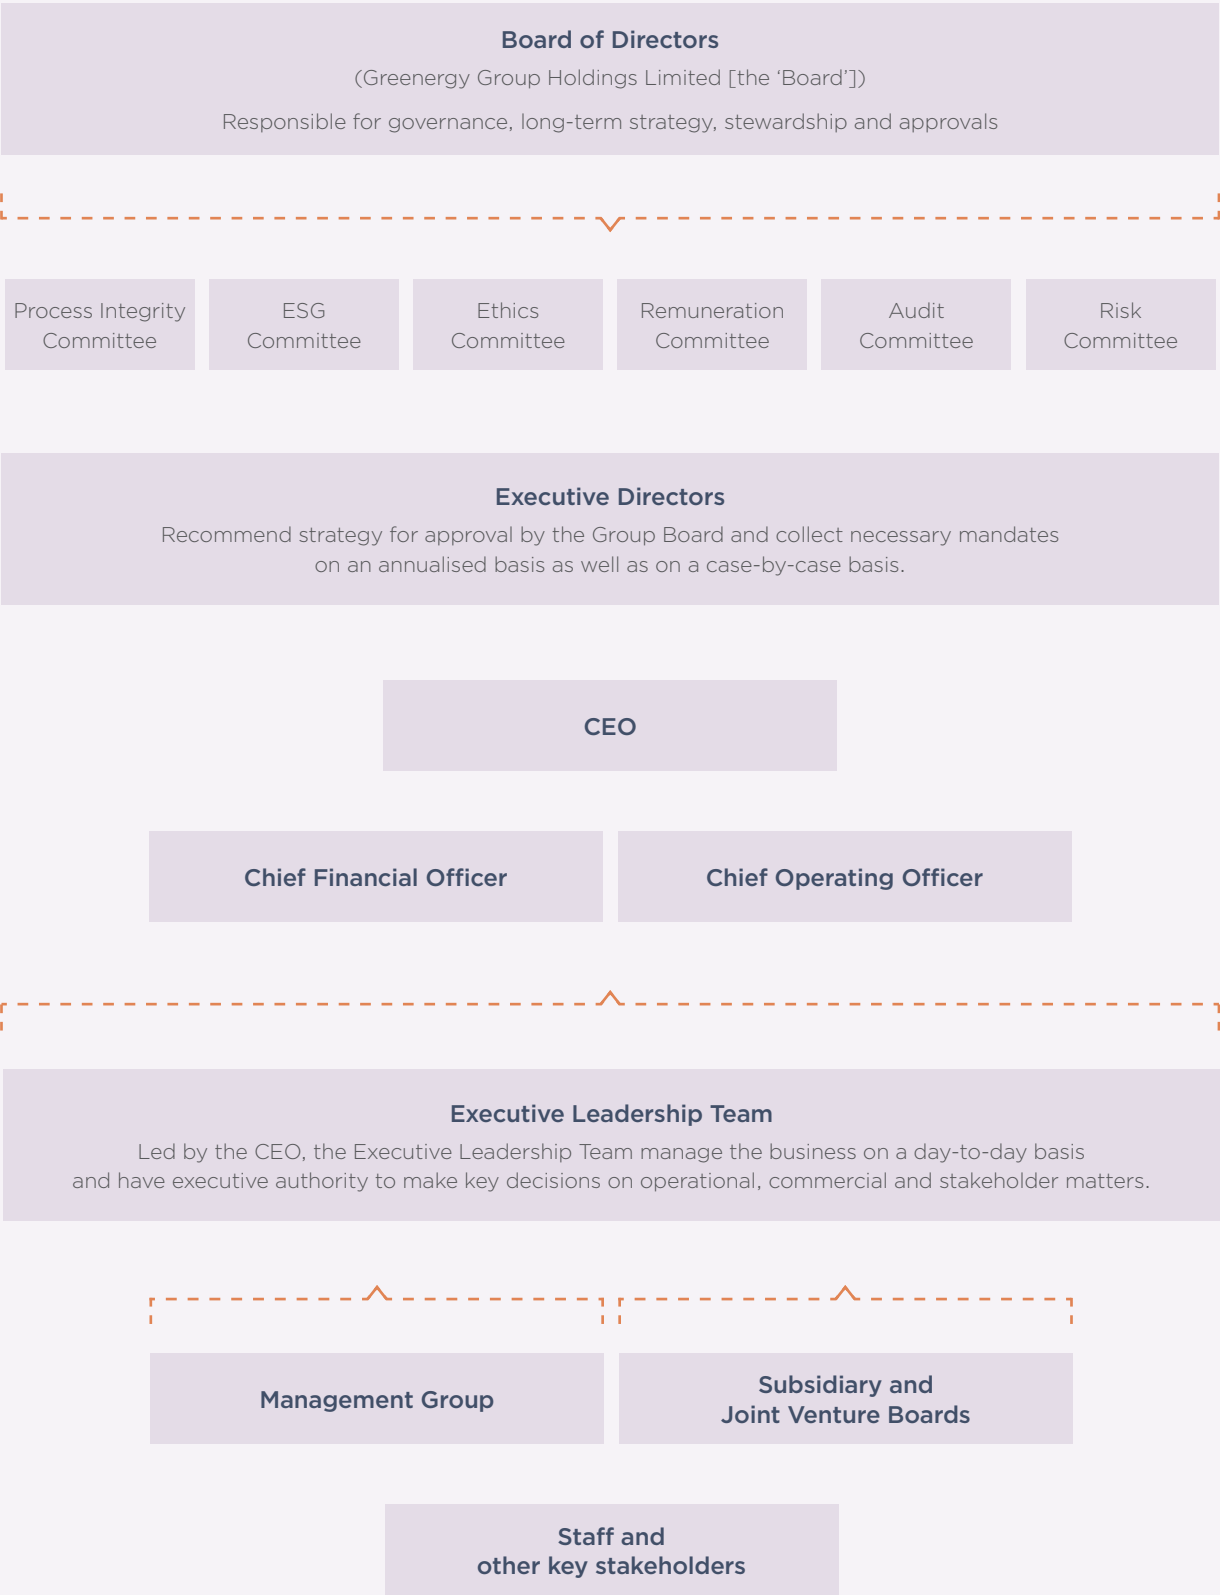 Board of Directors
(Greenergy Group Holdings Limited [the ‘Board’])
Responsible for governance, long-term strategy, stewardship and approvals
Process Integrity
Committee
ESG
Committee
Ethics
Committee
Remuneration
Committee
Audit
Committee
Risk
Committee
Executive Directors
Recommend strategy for approval by the Group Board and collect necessary mandates
on an annualised basis as well as on a case-by-case basis.
CEO
Chief Financial Officer
Chief Operating Officer
Executive Leadership Team
Led by the CEO, the Executive Leadership Team manage the business on a day-to-day basis
and have executive authority to make key decisions on operational, commercial and stakeholder matters.
Management Group
Subsidiary and
Joint Venture Boards
Staff and
other key stakeholders